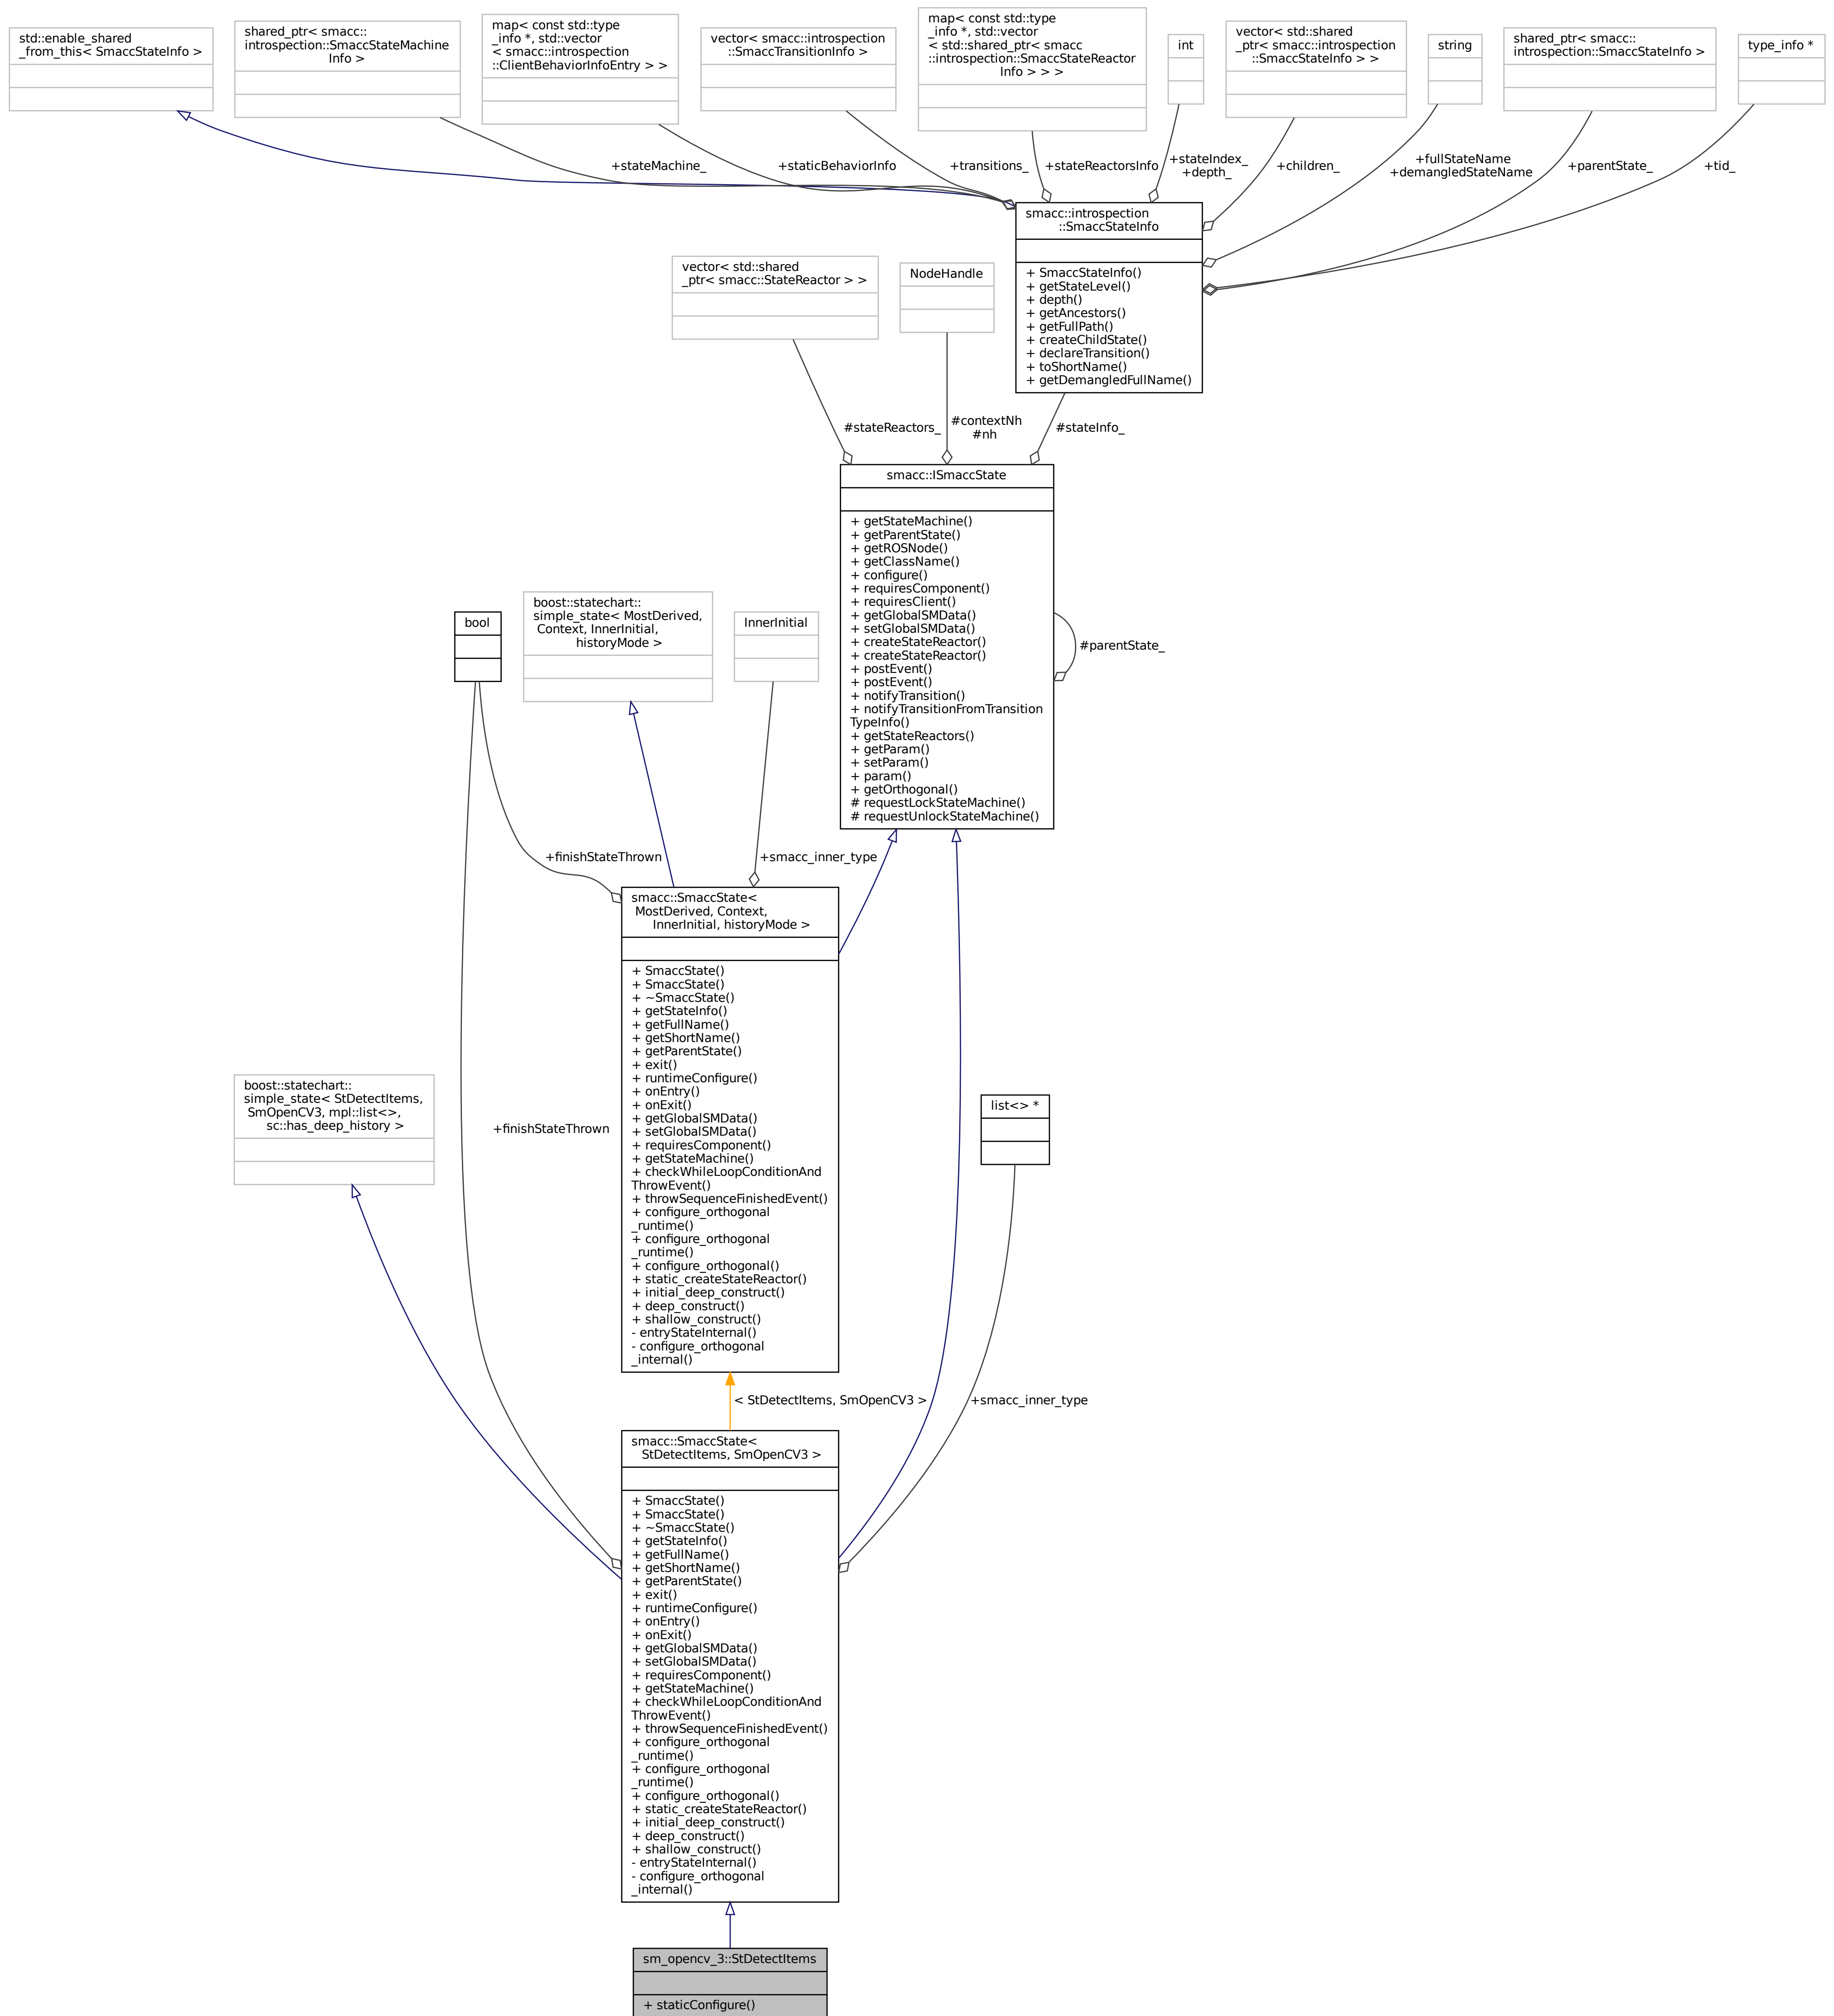 std::enable_shared
_from_this< SmaccStateInfo >
shared_ptr< smacc::
introspection::SmaccStateMachine
Info >
map< const std::type
_info *, std::vector
< smacc::introspection
::ClientBehaviorInfoEntry > >
vector< smacc::introspection
::SmaccTransitionInfo >
map< const std::type
_info *, std::vector
< std::shared_ptr< smacc
::introspection::SmaccStateReactor
Info > > >
int
vector< std::shared
_ptr< smacc::introspection
::SmaccStateInfo > >
string
shared_ptr< smacc::
introspection::SmaccStateInfo >
type_info *
+stateMachine_
+staticBehaviorInfo
+transitions_
+stateReactorsInfo
+stateIndex_
+depth_
+children_
+fullStateName
+demangledStateName
+parentState_
+tid_
smacc::introspection
::SmaccStateInfo
+ SmaccStateInfo()
+ getStateLevel()
+ depth()
+ getAncestors()
+ getFullPath()
+ createChildState()
+ declareTransition()
+ toShortName()
+ getDemangledFullName()
vector< std::shared
_ptr< smacc::StateReactor > >
NodeHandle
#stateReactors_
#contextNh
#nh
#stateInfo_
smacc::ISmaccState
+ getStateMachine()
+ getParentState()
+ getROSNode()
+ getClassName()
+ configure()
+ requiresComponent()
+ requiresClient()
+ getGlobalSMData()
+ setGlobalSMData()
+ createStateReactor()
+ createStateReactor()
+ postEvent()
+ postEvent()
+ notifyTransition()
+ notifyTransitionFromTransition
TypeInfo()
+ getStateReactors()
+ getParam()
+ setParam()
+ param()
+ getOrthogonal()
# requestLockStateMachine()
# requestUnlockStateMachine()
#parentState_
bool
boost::statechart::
simple_state< MostDerived,
Context, InnerInitial,
historyMode >
InnerInitial
+finishStateThrown
+smacc_inner_type
smacc::SmaccState<
MostDerived, Context,
InnerInitial, historyMode >
+ SmaccState()
+ SmaccState()
+ ~SmaccState()
+ getStateInfo()
+ getFullName()
+ getShortName()
+ getParentState()
+ exit()
+ runtimeConfigure()
+ onEntry()
+ onExit()
+ getGlobalSMData()
+ setGlobalSMData()
+ requiresComponent()
+ getStateMachine()
+ checkWhileLoopConditionAnd
ThrowEvent()
+ throwSequenceFinishedEvent()
+ configure_orthogonal
_runtime()
+ configure_orthogonal
_runtime()
+ configure_orthogonal()
+ static_createStateReactor()
+ initial_deep_construct()
+ deep_construct()
+ shallow_construct()
- entryStateInternal()
- configure_orthogonal
_internal()
boost::statechart::
simple_state< StDetectItems,
SmOpenCV3, mpl::list<>,
sc::has_deep_history >
+finishStateThrown
list<> *
< StDetectItems, SmOpenCV3 >
+smacc_inner_type
smacc::SmaccState<
StDetectItems, SmOpenCV3 >
+ SmaccState()
+ SmaccState()
+ ~SmaccState()
+ getStateInfo()
+ getFullName()
+ getShortName()
+ getParentState()
+ exit()
+ runtimeConfigure()
+ onEntry()
+ onExit()
+ getGlobalSMData()
+ setGlobalSMData()
+ requiresComponent()
+ getStateMachine()
+ checkWhileLoopConditionAnd
ThrowEvent()
+ throwSequenceFinishedEvent()
+ configure_orthogonal
_runtime()
+ configure_orthogonal
_runtime()
+ configure_orthogonal()
+ static_createStateReactor()
+ initial_deep_construct()
+ deep_construct()
+ shallow_construct()
- entryStateInternal()
- configure_orthogonal
_internal()
sm_opencv_3::StDetectItems
+ staticConfigure()